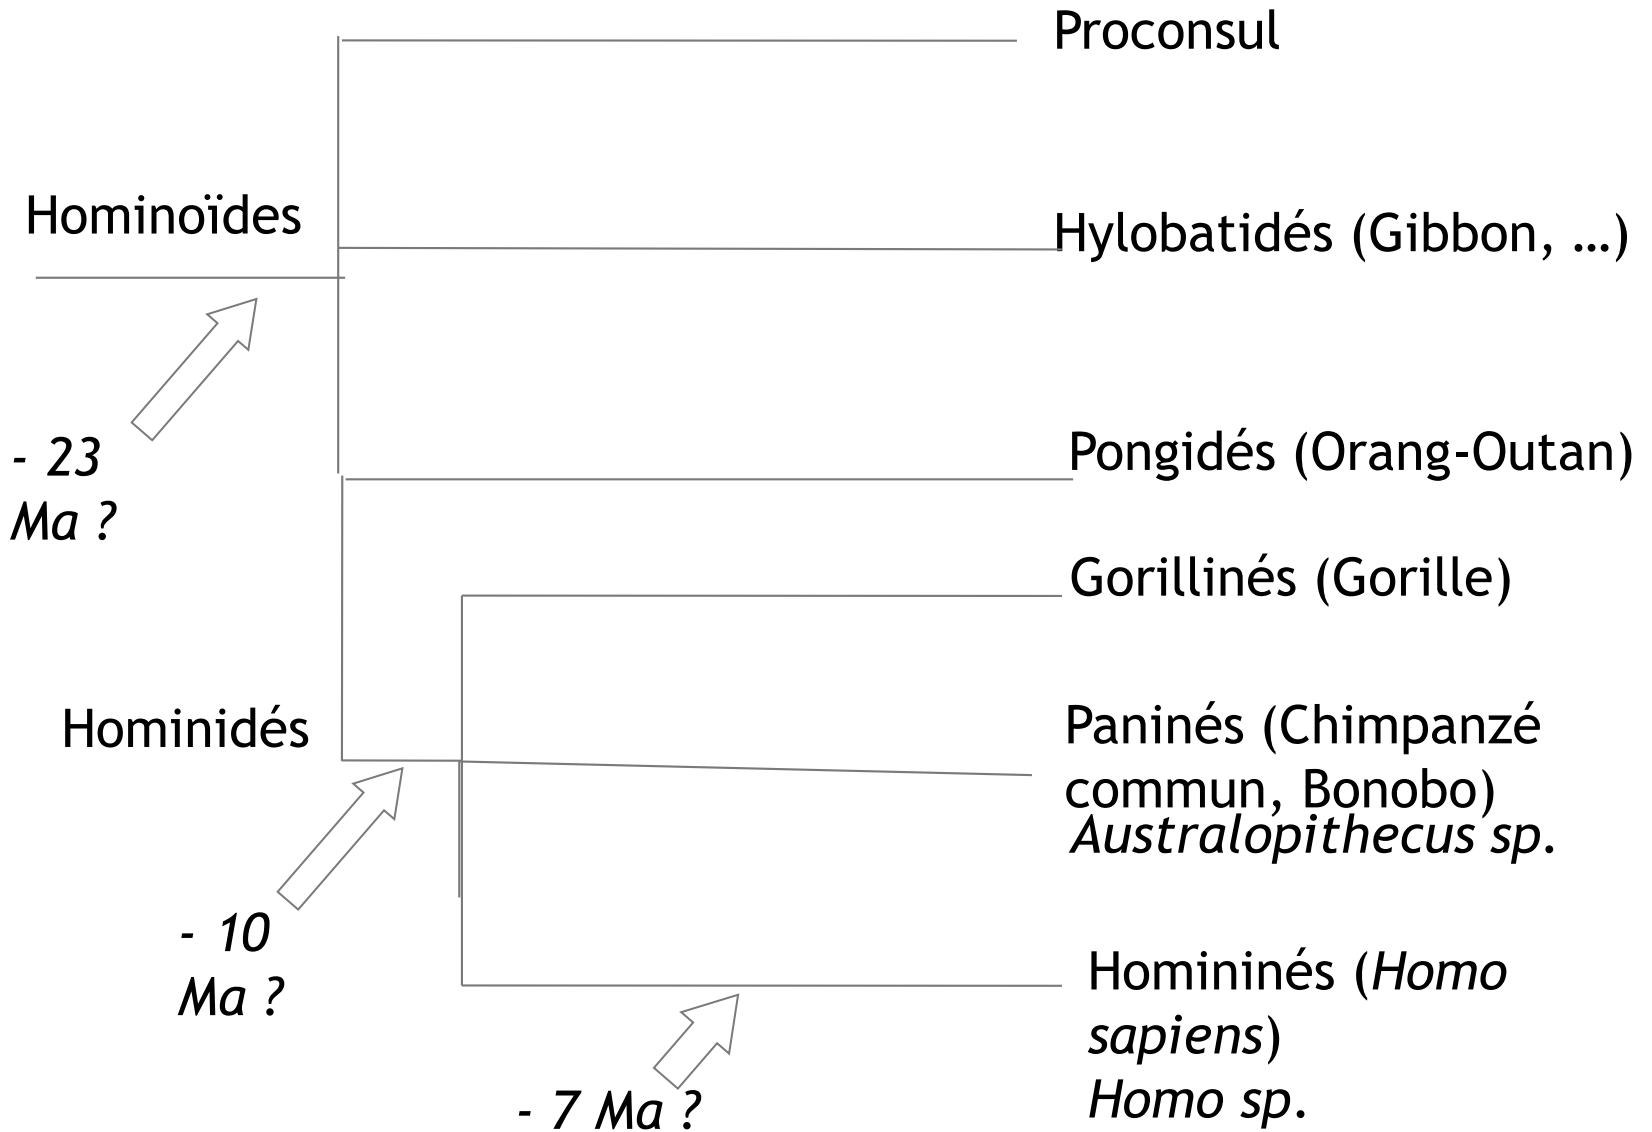 Proconsul
Hominoïdes
Hylobatidés (Gibbon, …)
- 23
Ma ?
Pongidés (Orang-Outan)
Gorillinés (Gorille)
Hominidés
Paninés (Chimpanzé
commun, Bonobo)
Australopithecus sp.
- 10
Ma ?
Homininés (Homo
sapiens)
Homo sp.
- 7 Ma ?